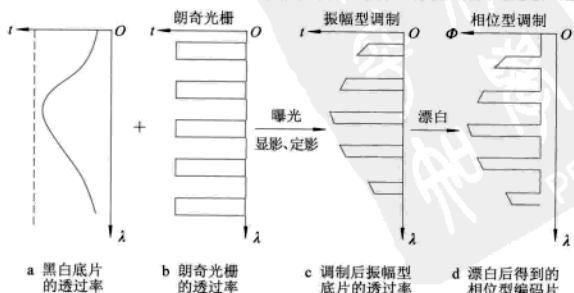 t O
朗奇光栅
t O
振幅型调制
t O
相位型调制
Φ O
+
曝光
显影、定影
漂白
λ
λ
λ
λ
a 黑白底片
的透过率
b 朗奇光栅
的透过率
c 调制后振幅型
底片的透过率
d 漂白后得到的
相位型编码片